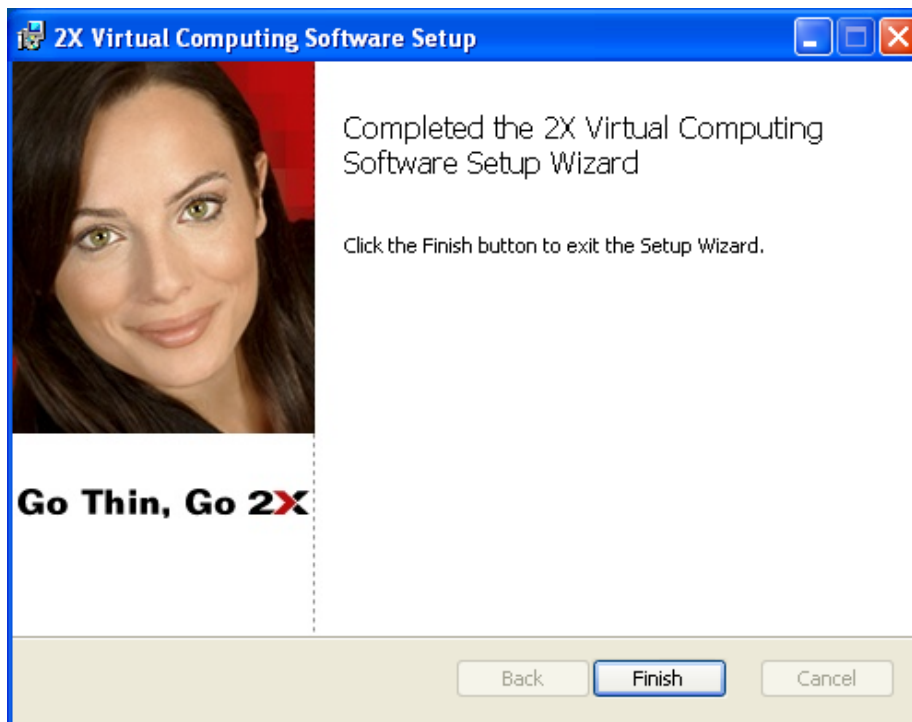 2X Virtual Computing Software Setup
Completed the 2X Virtual Computing
Software Setup Wizard
Click the Finish button to exit the Setup Wizard.
Go Thin, Go 2X
Back
Finish
Cancel